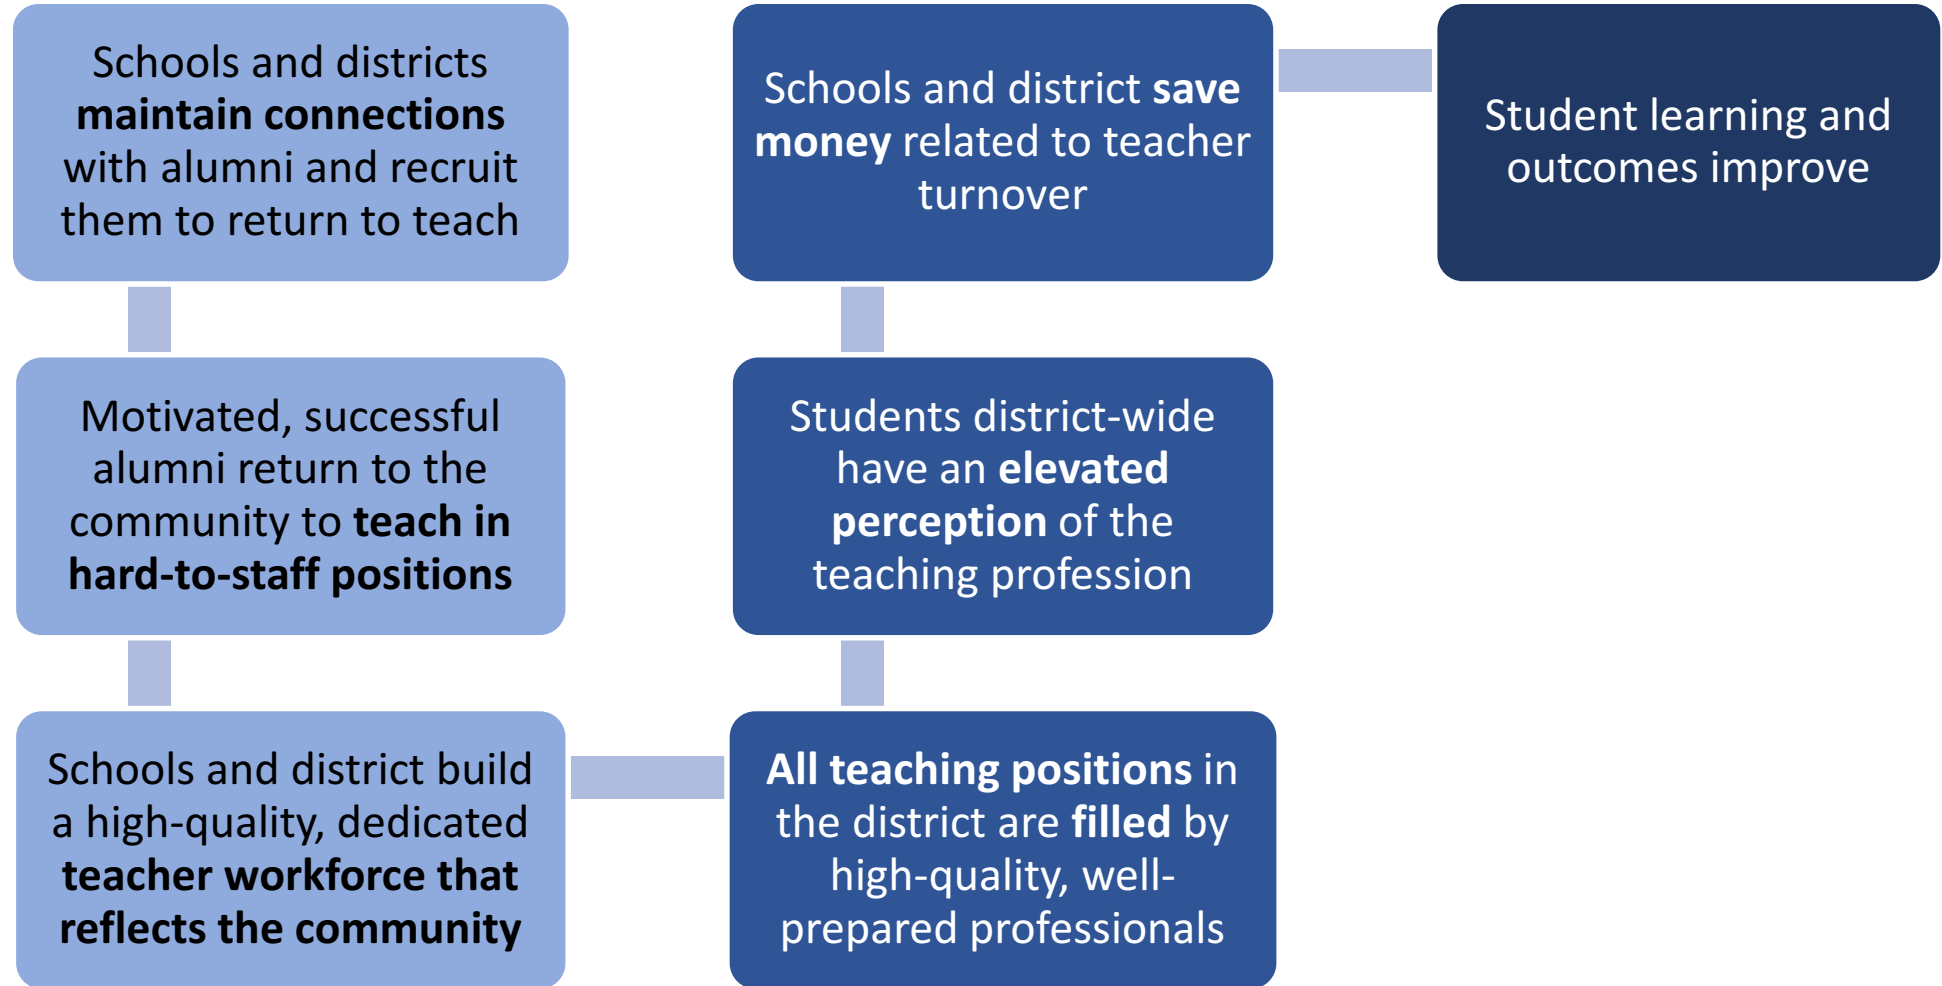 Schools and districts
maintain connections
with alumni and recruit
them to return to teach
Motivated, successful
alumni return to the
community to teach in
hard-to-staff positions
Schools and district build
a high-quality, dedicated
teacher workforce that
reflects the community
All teaching positions in
the district are filled by
high-quality, well-
prepared professionals
Students district-wide
have an elevated
perception of the
teaching profession
Schools and district save
money related to teacher
turnover
Student learning and
outcomes improve